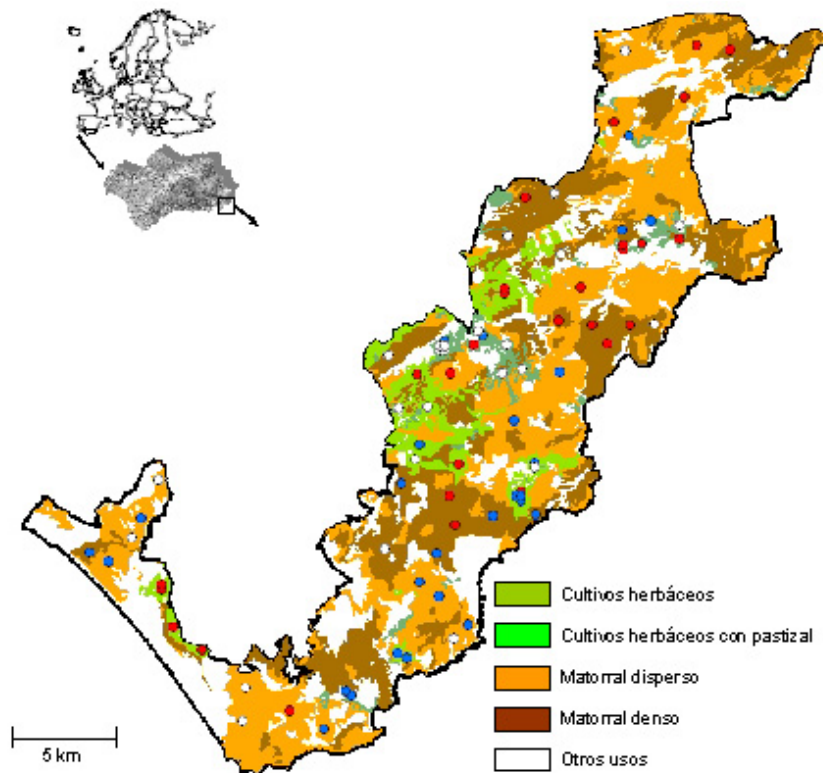 Cultivos herbáceos
Cultivos herbáceos con pastizal
Matorral disperso
Matorral denso
Otros usos
5 km